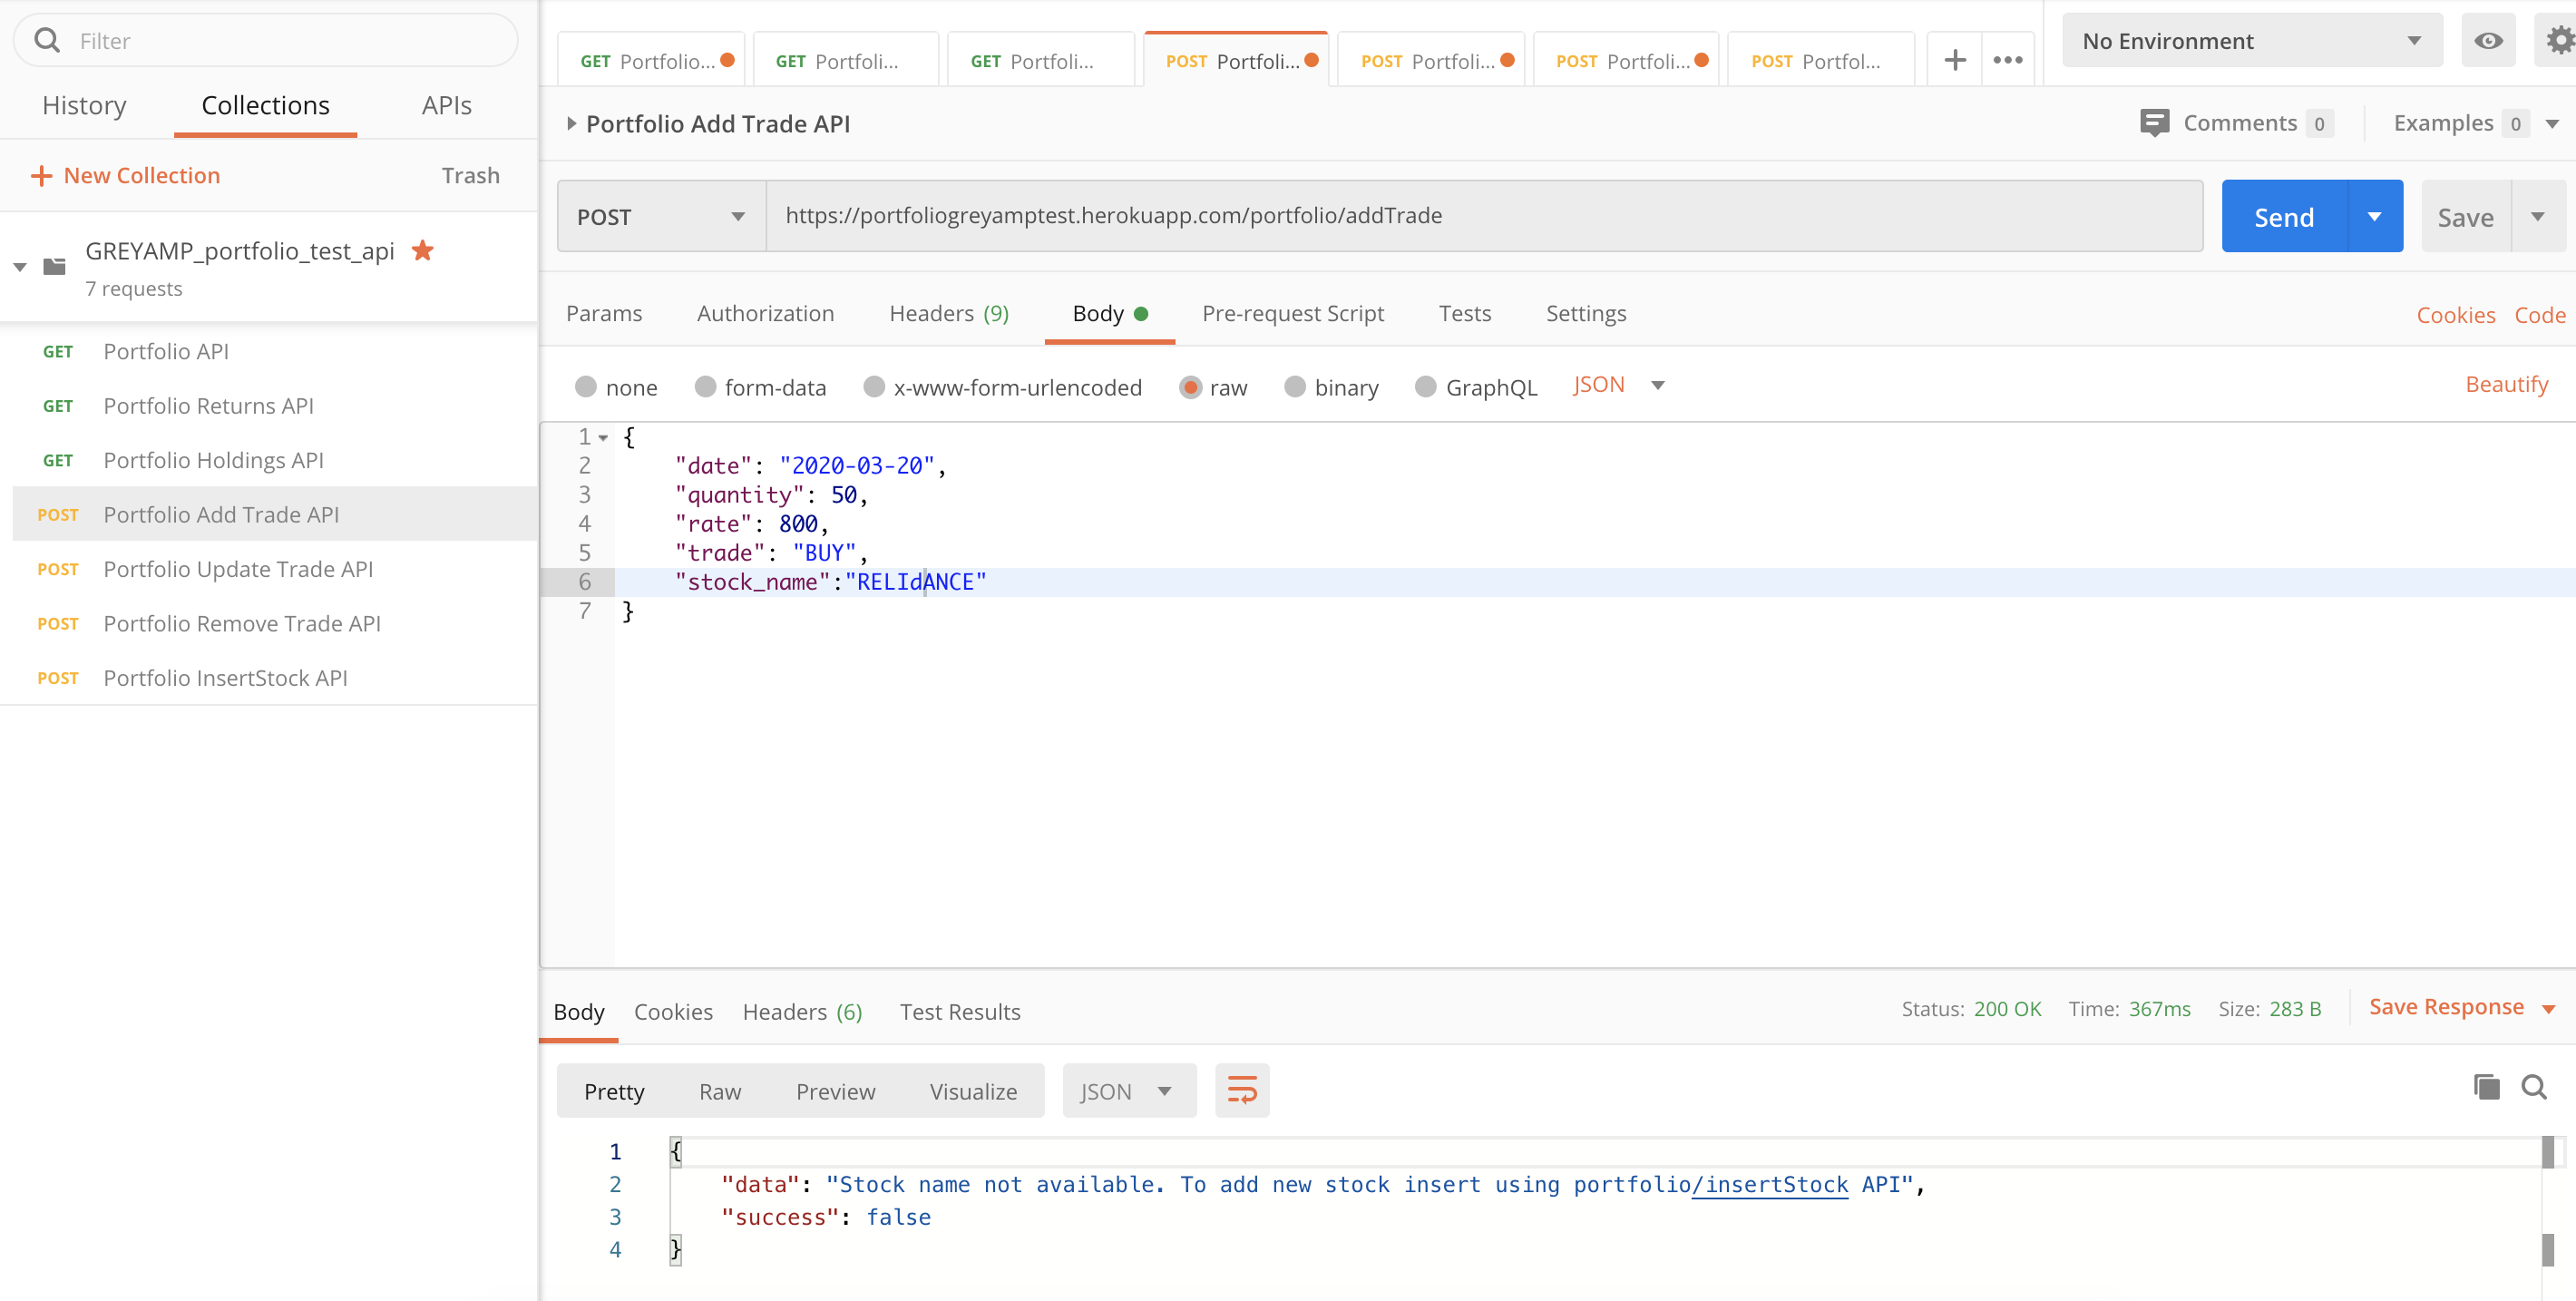 Filter
History Collections APIs
+ New Collection Trash
GREYAMP_portfolio_test_api
7 requests
GET Portfolio API
GET Portfolio Returns API
GET Portfolio Holdings API
POST Portfolio Add Trade API
POST Portfolio Update Trade API
POST Portfolio Remove Trade API
POST Portfolio InsertStock API
GET Portfolio... GET Portfoli... GET Portfoli... POST Portfoli... POST Portfoli... POST Portfoli... POST Portfol... + ••• No Environment
Portfolio Add Trade API Comments 0 Examples 0
POST https://portfoliogreyamptest.herokuapp.com/portfolio/addTrade Send Save
Params Authorization Headers (9) Body Pre-request Script Tests Settings Cookies Code
none form-data x-www-form-urlencoded raw binary GraphQL JSON Beautify
1 {
2 "date": "2020-03-20",
3 "quantity": 50,
4 "rate": 800,
5 "trade": "BUY",
6 "stock_name":"RELIdANCE"
7 }
Body Cookies Headers (6) Test Results Status: 200 OK Time: 367ms Size: 283 B Save Response
Pretty Raw Preview Visualize JSON
1 {
2 "data": "Stock name not available. To add new stock insert using portfolio/insertStock API",
3 "success": false
4 }